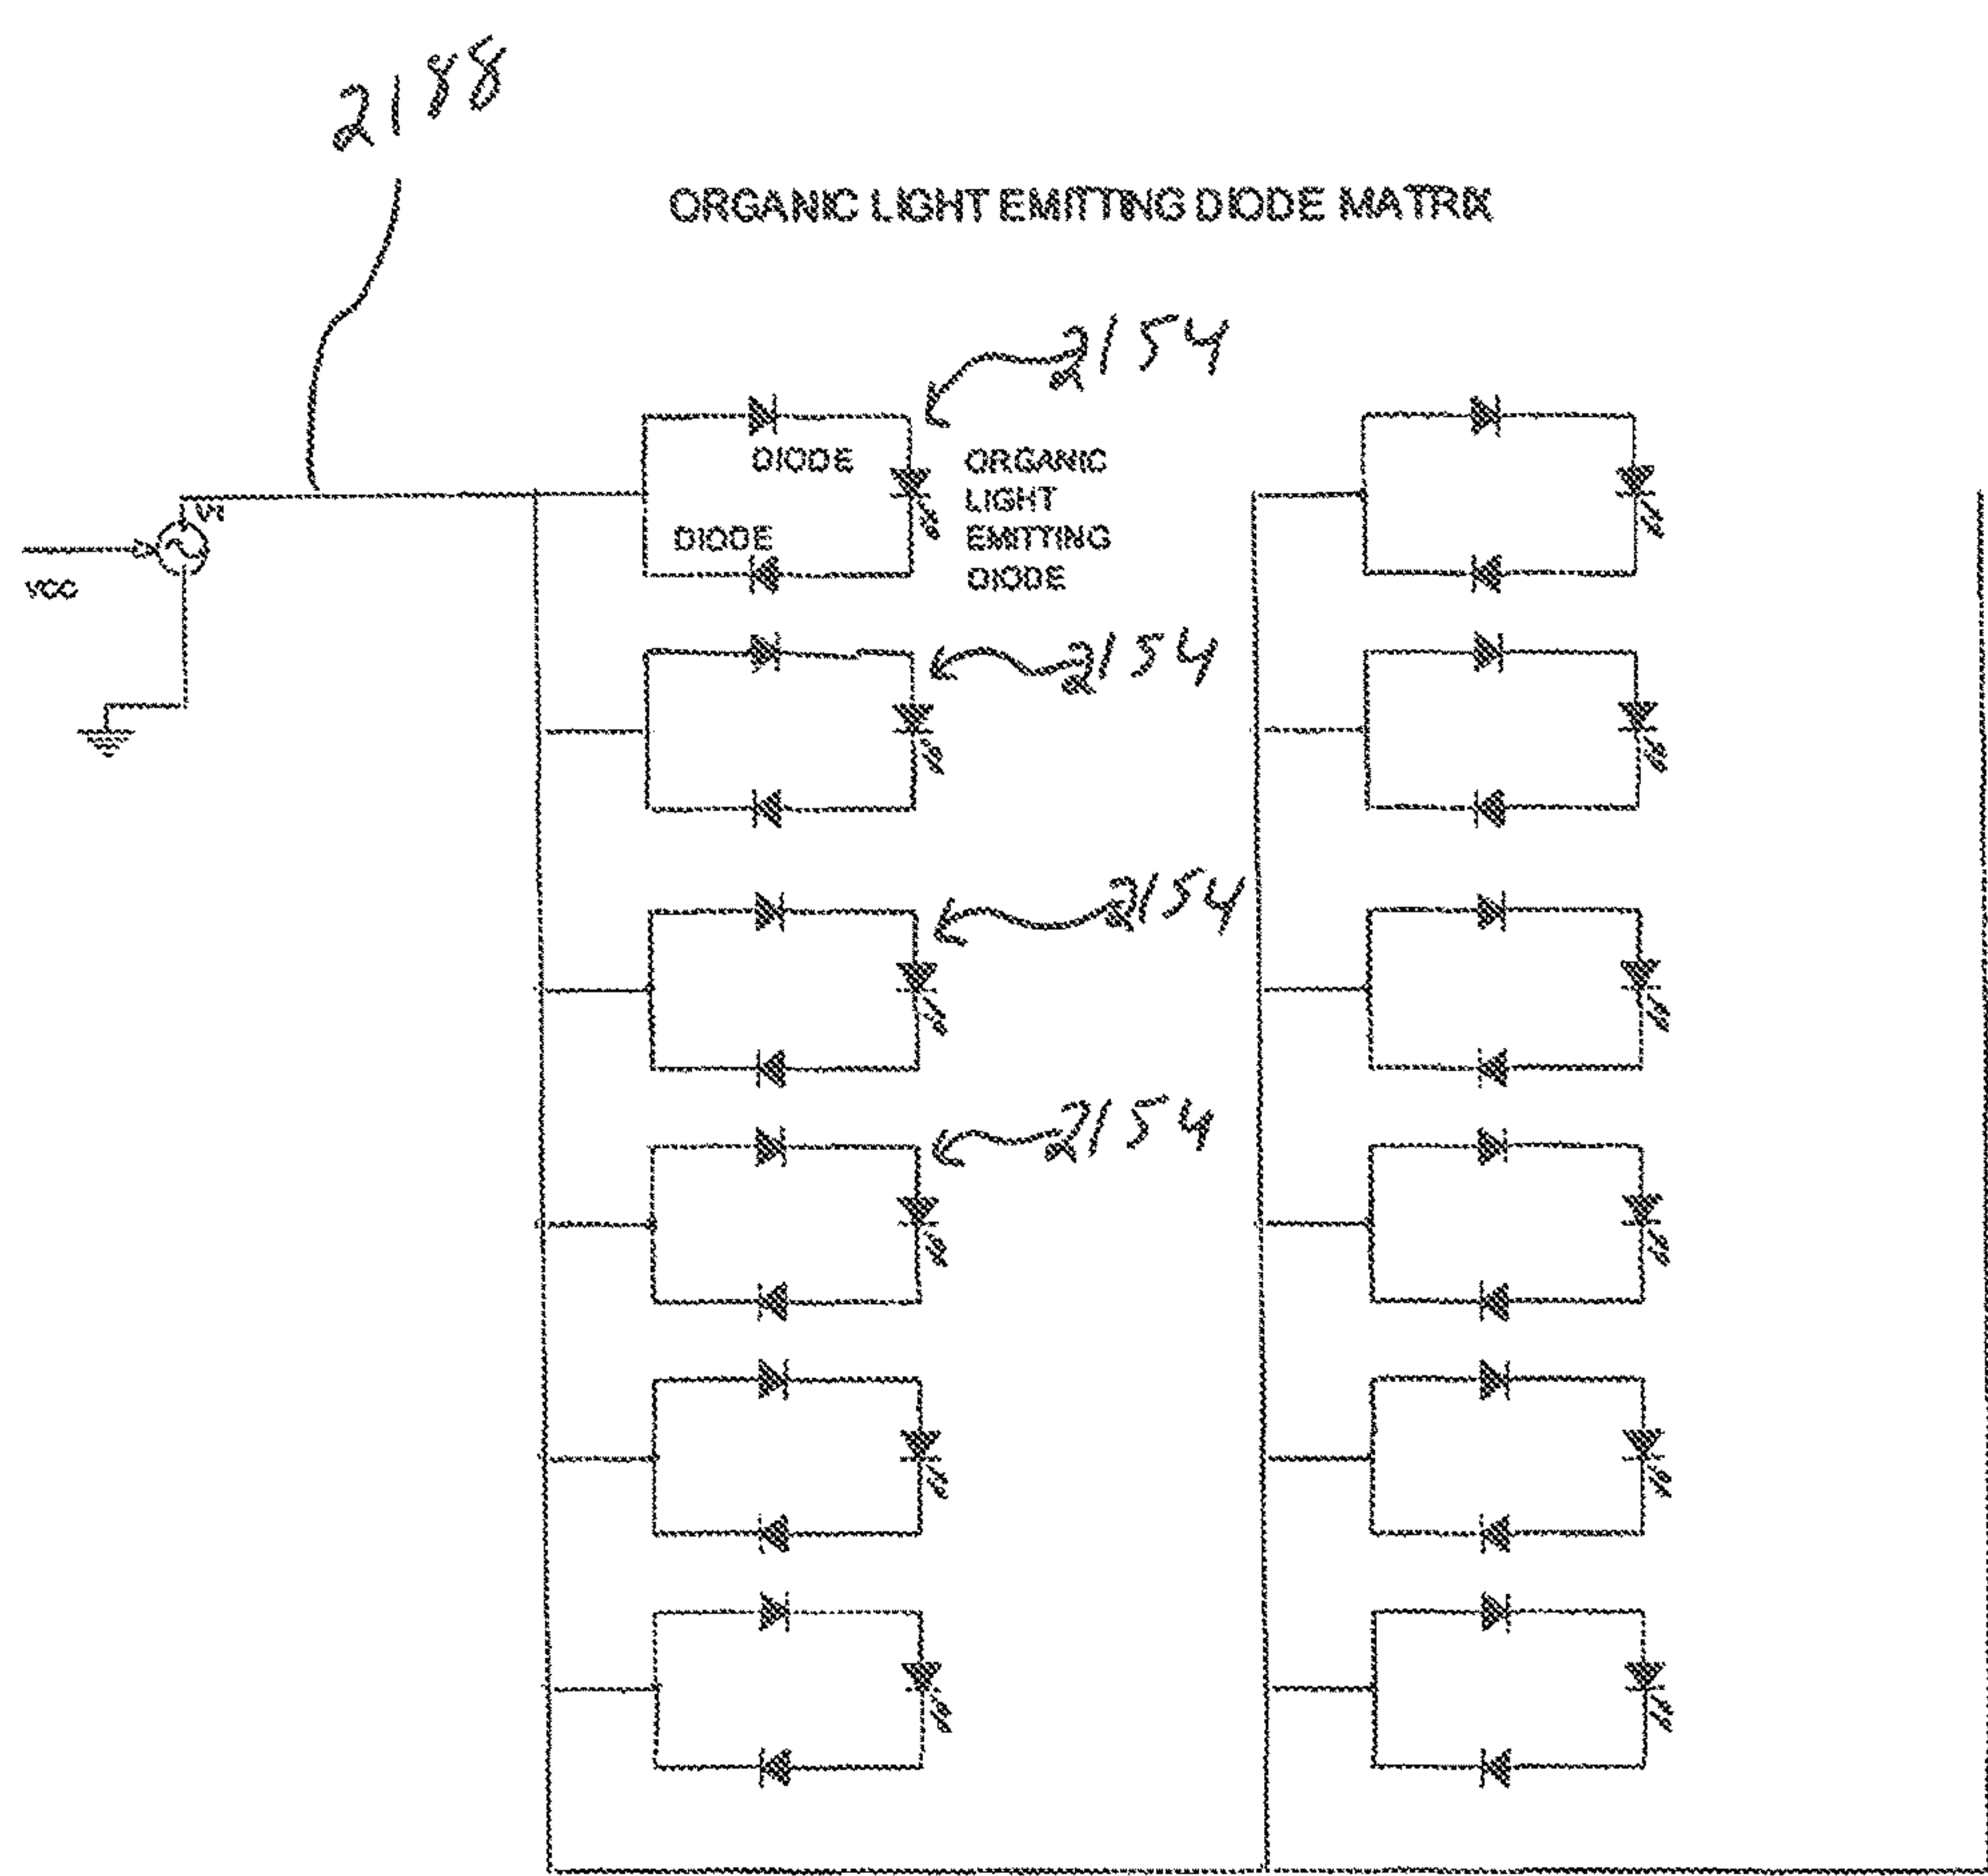 2188
ORGANIC LIGHT EMITTING DIODE MATRIX
2154
DIODE
ORGANIC
LIGHT
EMITTING
DIODE
DIODE
VCC
2154
2154
2154